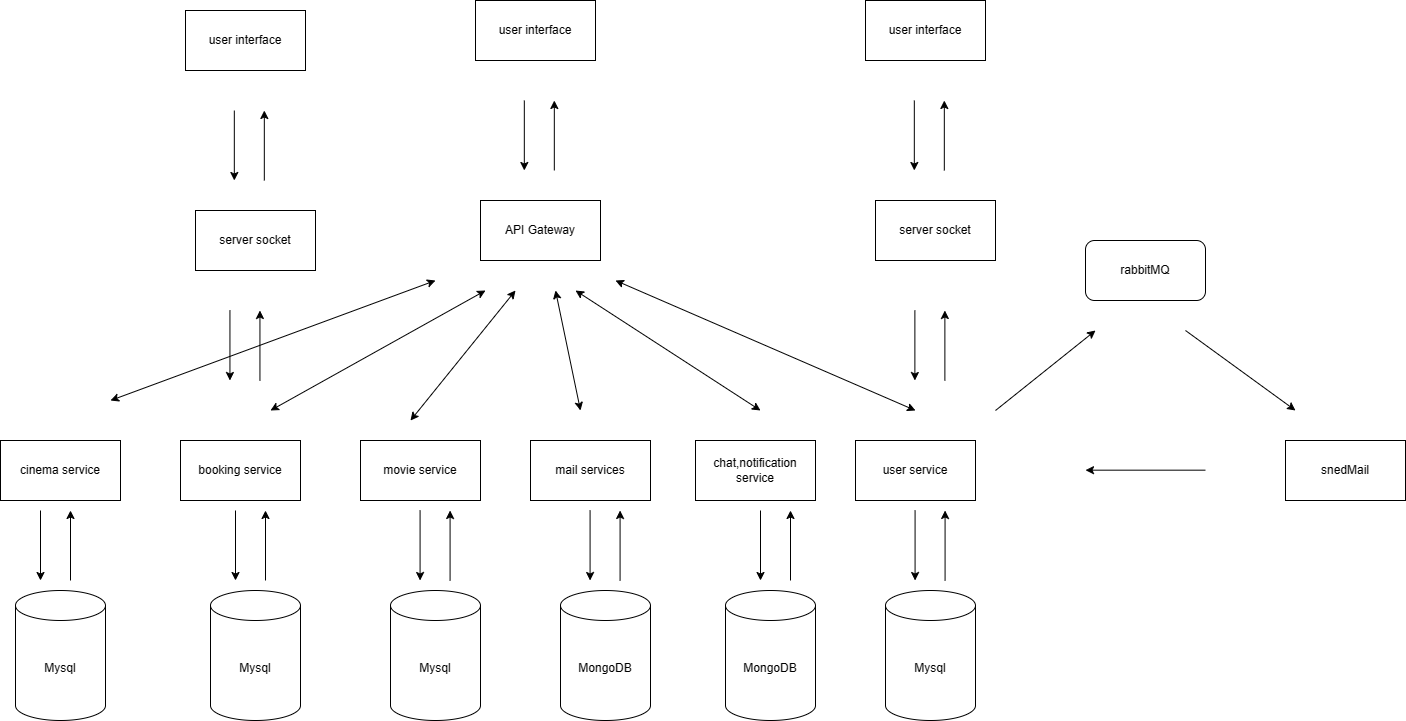 user interface
user interface
user interface
server socket
API Gateway
server socket
rabbitMQ
cinema service
booking service
movie service
mail services
chat,notification
service
user service
snedMail
Mysql
Mysql
Mysql
MongoDB
MongoDB
Mysql